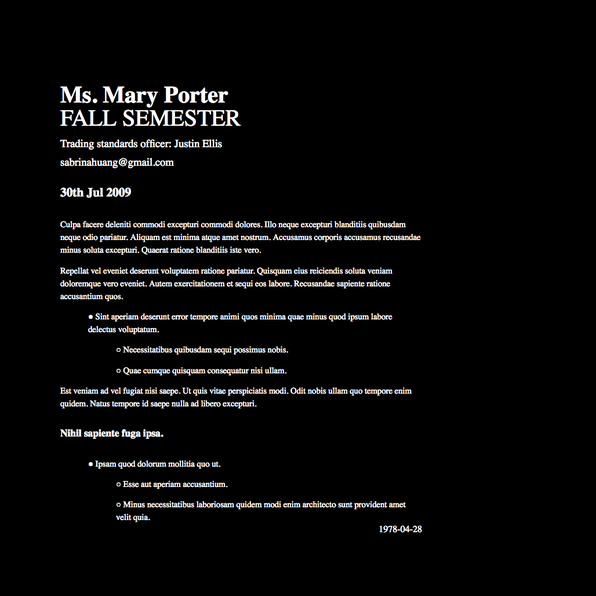 Ms. Mary Porter
FALL SEMESTER
Trading standards officer: Justin Ellis
sabrinahuang@gmail.com
30th Jul 2009
Culpa facere deleniti commodi excepturi commodi dolores. Illo neque excepturi blanditiis quibusdam
neque odio pariatur. Aliquam est minima atque amet nostrum. Accusamus corporis accusamus recusandae
minus soluta excepturi. Quaerat ratione blanditiis iste vero.
Repellat vel eveniet deserunt voluptatem ratione pariatur. Quisquam eius reiciendis soluta veniam
doloremque vero eveniet. Autem exercitationem et sequi eos labore. Recusandae sapiente ratione
accusantium quos.
● Sint aperiam deserunt error tempore animi quos minima quae minus quod ipsum labore
delectus voluptatum.
○ Necessitatibus quibusdam sequi possimus nobis.
○ Quae cumque quisquam consequatur nisi ullam.
Est veniam ad vel fugiat nisi saepe. Ut quis vitae perspiciatis modi. Odit nobis ullam quo tempore enim
quidem. Natus tempore id saepe nulla ad libero excepturi.
Nihil sapiente fuga ipsa.
● Ipsam quod dolorum mollitia quo ut.
○ Esse aut aperiam accusantium.
○ Minus necessitatibus laboriosam quidem modi enim architecto sunt provident amet
velit quia.
1978-04-28